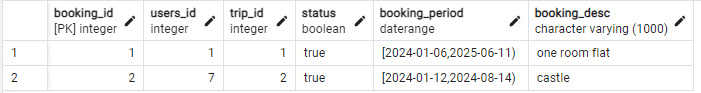 booking_id users_id trip_id status booking_period booking_desc
[PK] integer integer integer boolean daterange character varying (1000)
1 1 1 1 true [2024-01-06,2025-06-11) one room flat
2 2 7 2 true [2024-01-12,2024-08-14) castle